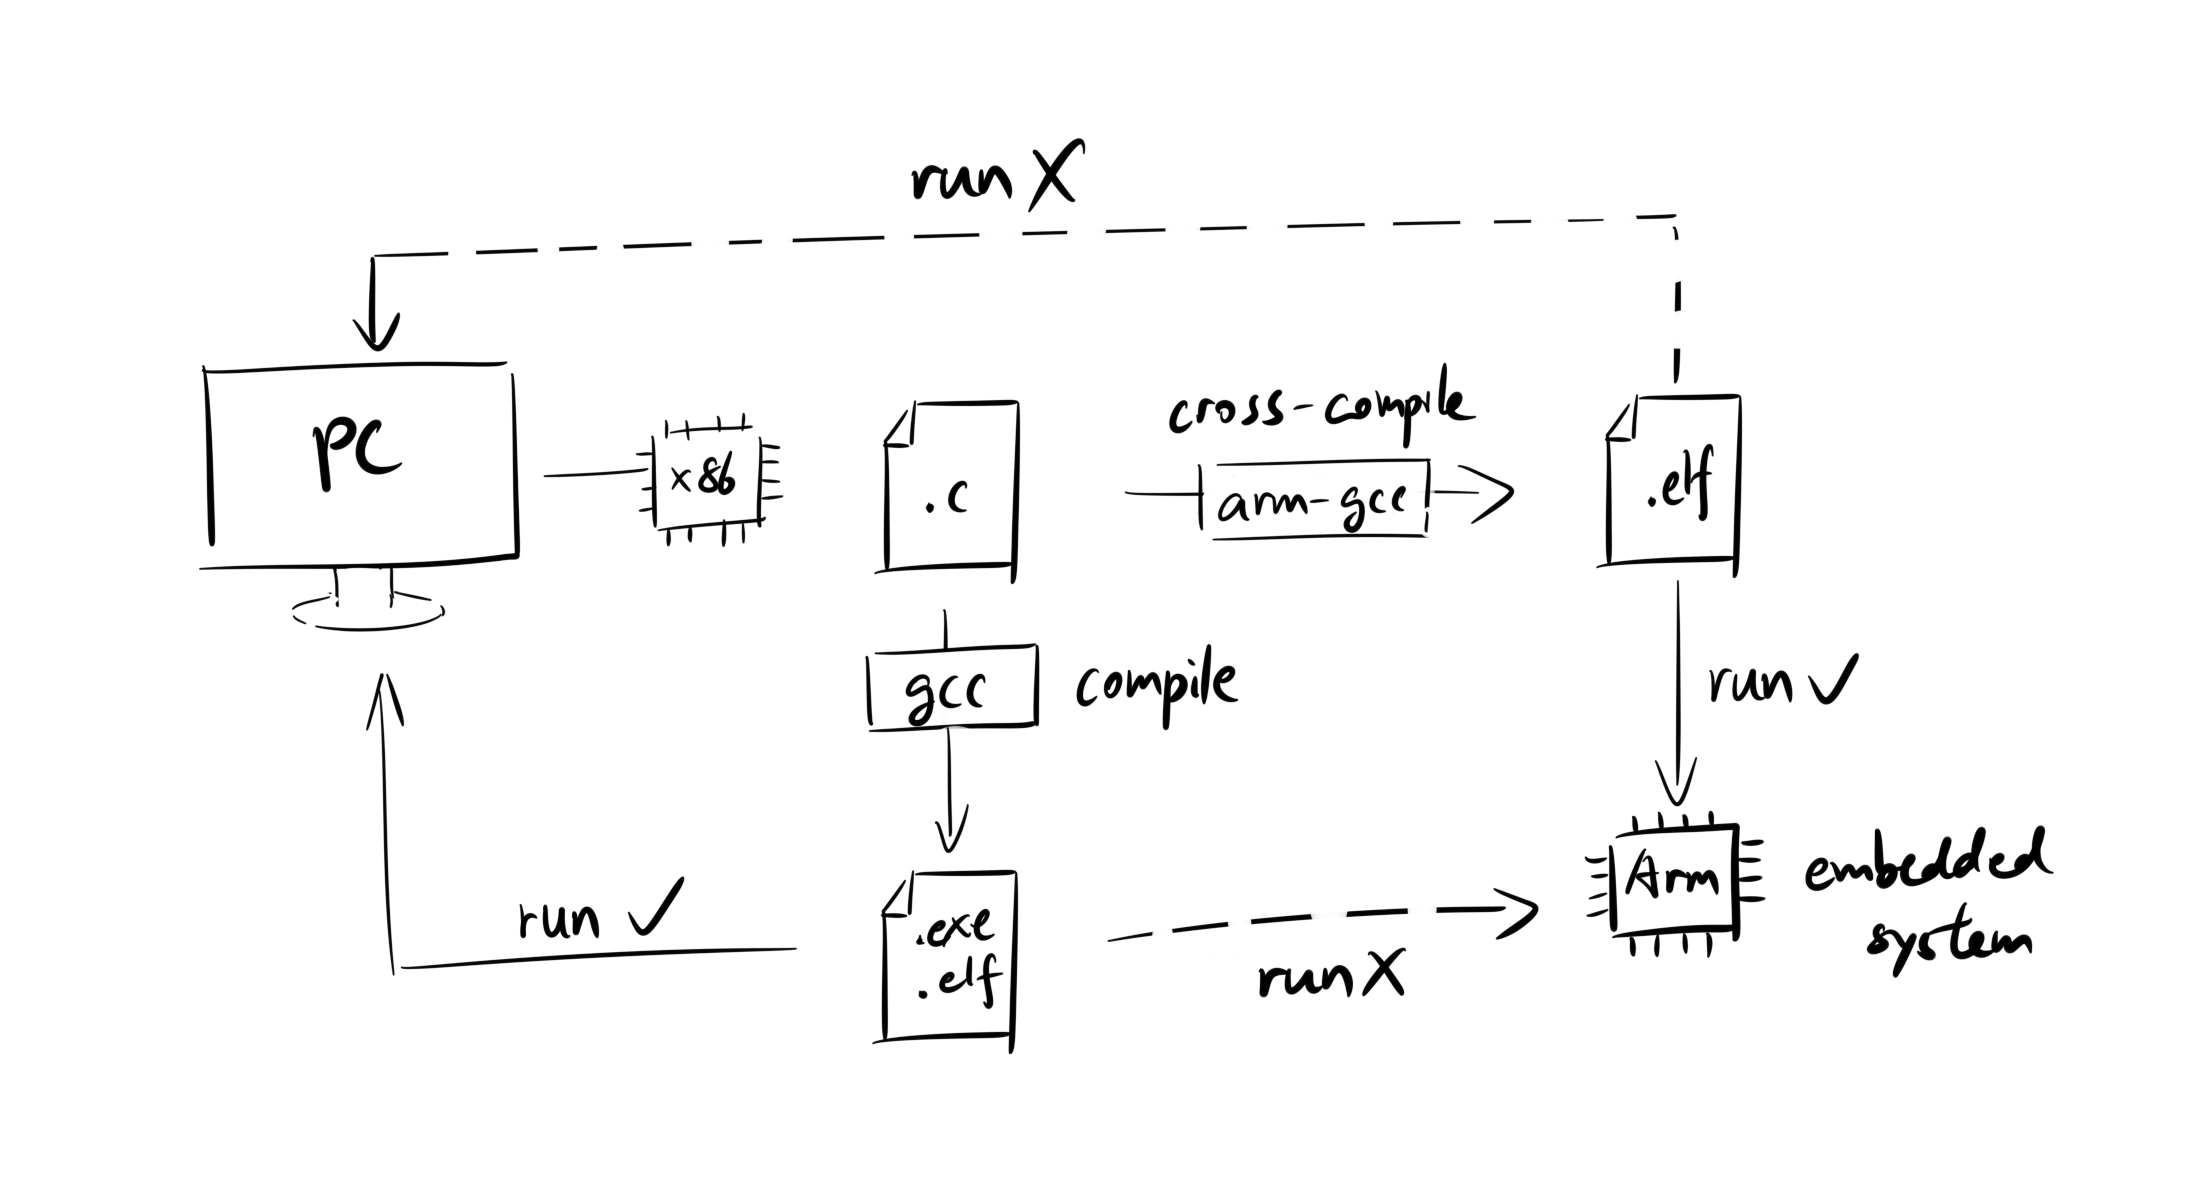 run X
PC
x86
.c
cross-compile
arm-gcc
.elf
gcc
compile
run ✓
run ✓
.exe
.elf
run X
Arm
embedded
system